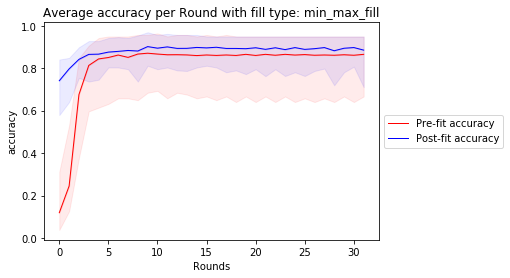 Average accuracy per Round with fill type: min_max_fill
accuracy
1.0
0.8
0.6
0.4
0.2
0.0
0 5 10 15 20 25 30
Rounds
Pre-fit accuracy
Post-fit accuracy